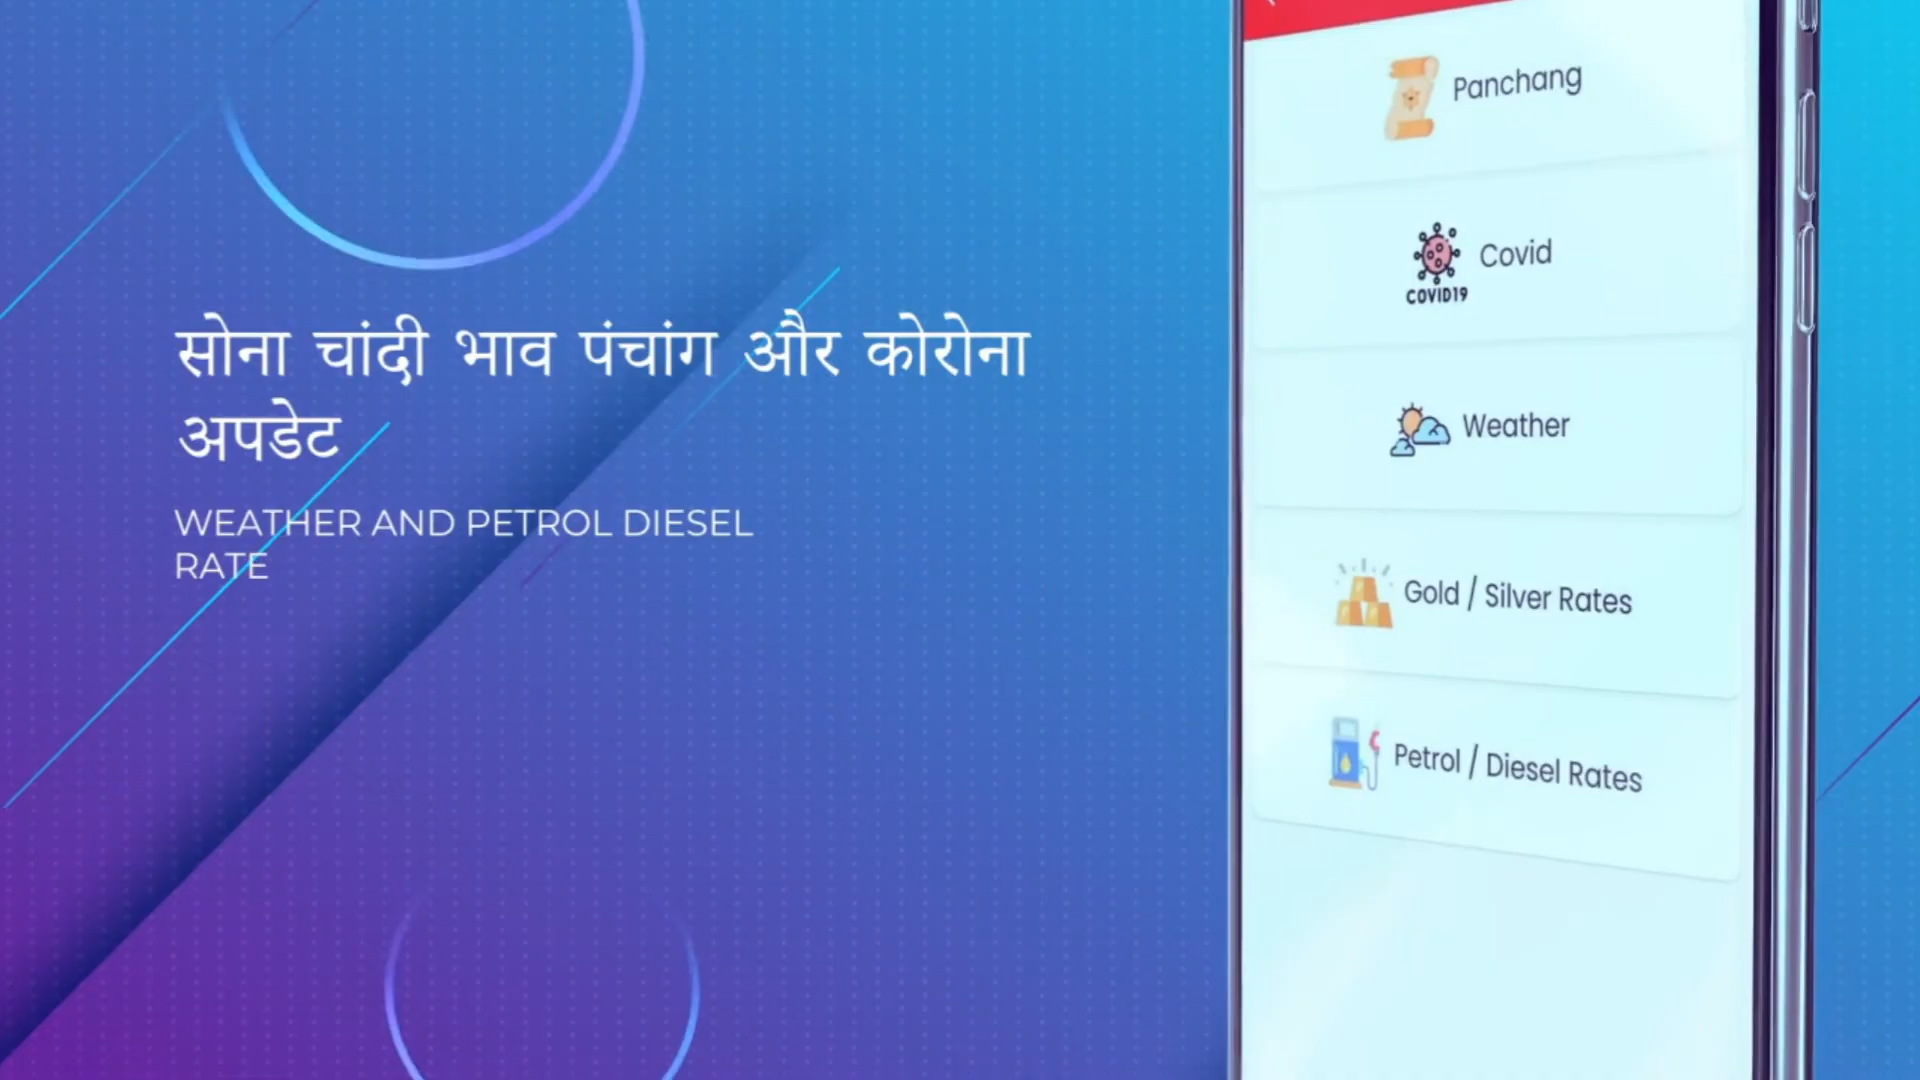 सोना चांदी भाव पंचांग और कोरोना
अपडेट
WEATHER AND PETROL DIESEL
RATE
Panchang
Covid
COVID19
Weather
Gold / Silver Rates
Petrol / Diesel Rates